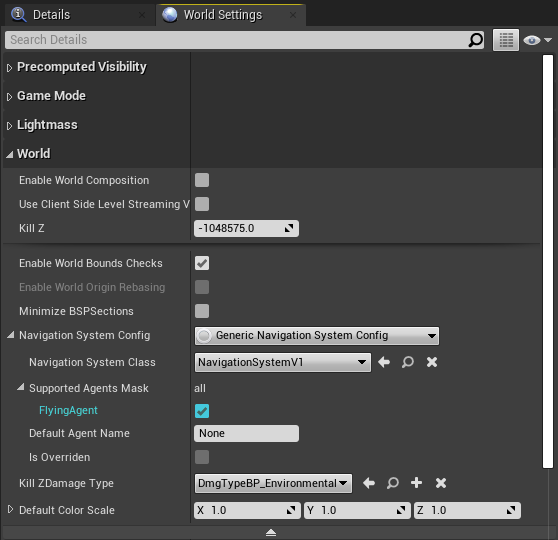 Details
World Settings
Search Details
Precomputed Visibility
Game Mode
Lightmass
World
Enable World Composition
Use Client Side Level Streaming V
Kill Z -1048575.0
Enable World Bounds Checks
Enable World Origin Rebasing
Minimize BSPSections
Navigation System Config Generic Navigation System Config
Navigation System Class NavigationSystemV1
Supported Agents Mask all
FlyingAgent
Default Agent Name None
Is Overriden
Kill ZDamage Type DmgTypeBP_Environmental
Default Color Scale X 1.0 Y 1.0 Z 1.0